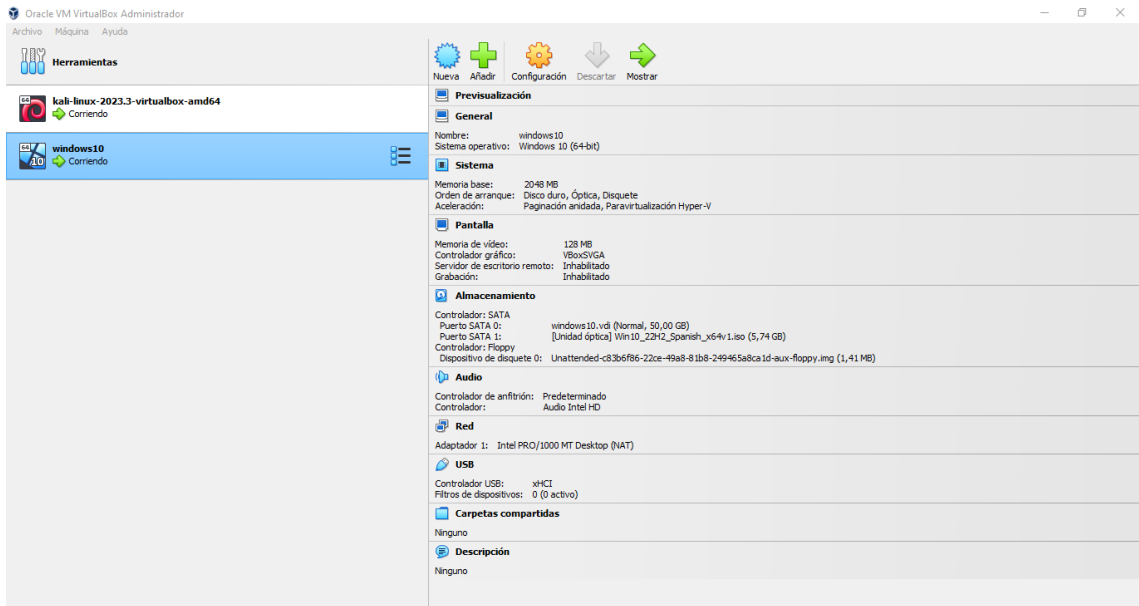 Oracle VM VirtualBox Administrador
Archivo Máquina Ayuda
Herramientas
Nueva Añadir Configuración Descartar Mostrar
64
kali-linux-2023.3-virtualbox-amd64
Corriendo
64
10
windows10
Corriendo
Previsualización
General
Nombre: windows10
Sistema operativo: Windows 10 (64-bit)
Sistema
Memoria base: 2048 MB
Orden de arranque: Disco duro, Óptica, Disquete
Aceleración: Paginación anidada, Paravirtualización Hyper-V
Pantalla
Memoria de vídeo: 128 MB
Controlador gráfico: VBoxSVGA
Servidor de escritorio remoto: Inhabilitado
Grabación: Inhabilitado
Almacenamiento
Controlador: SATA
Puerto SATA 0: windows10.vdi (Normal, 50,00 GB)
Puerto SATA 1: [Unidad óptica] Win10_22H2_Spanish_x64v1.iso (5,74 GB)
Controlador: Floppy
Dispositivo de disquete 0: Unattended-c83b6f86-22ce-49a8-81b8-249465a8ca1d-aux-floppy.img (1,41 MB)
Audio
Controlador de anfitrión: Predeterminado
Controlador: Audio Intel HD
Red
Adaptador 1: Intel PRO/1000 MT Desktop (NAT)
USB
Controlador USB: xHCI
Filtros de dispositivos: 0 (0 activo)
Carpetas compartidas
Ninguno
Descripción
Ninguno